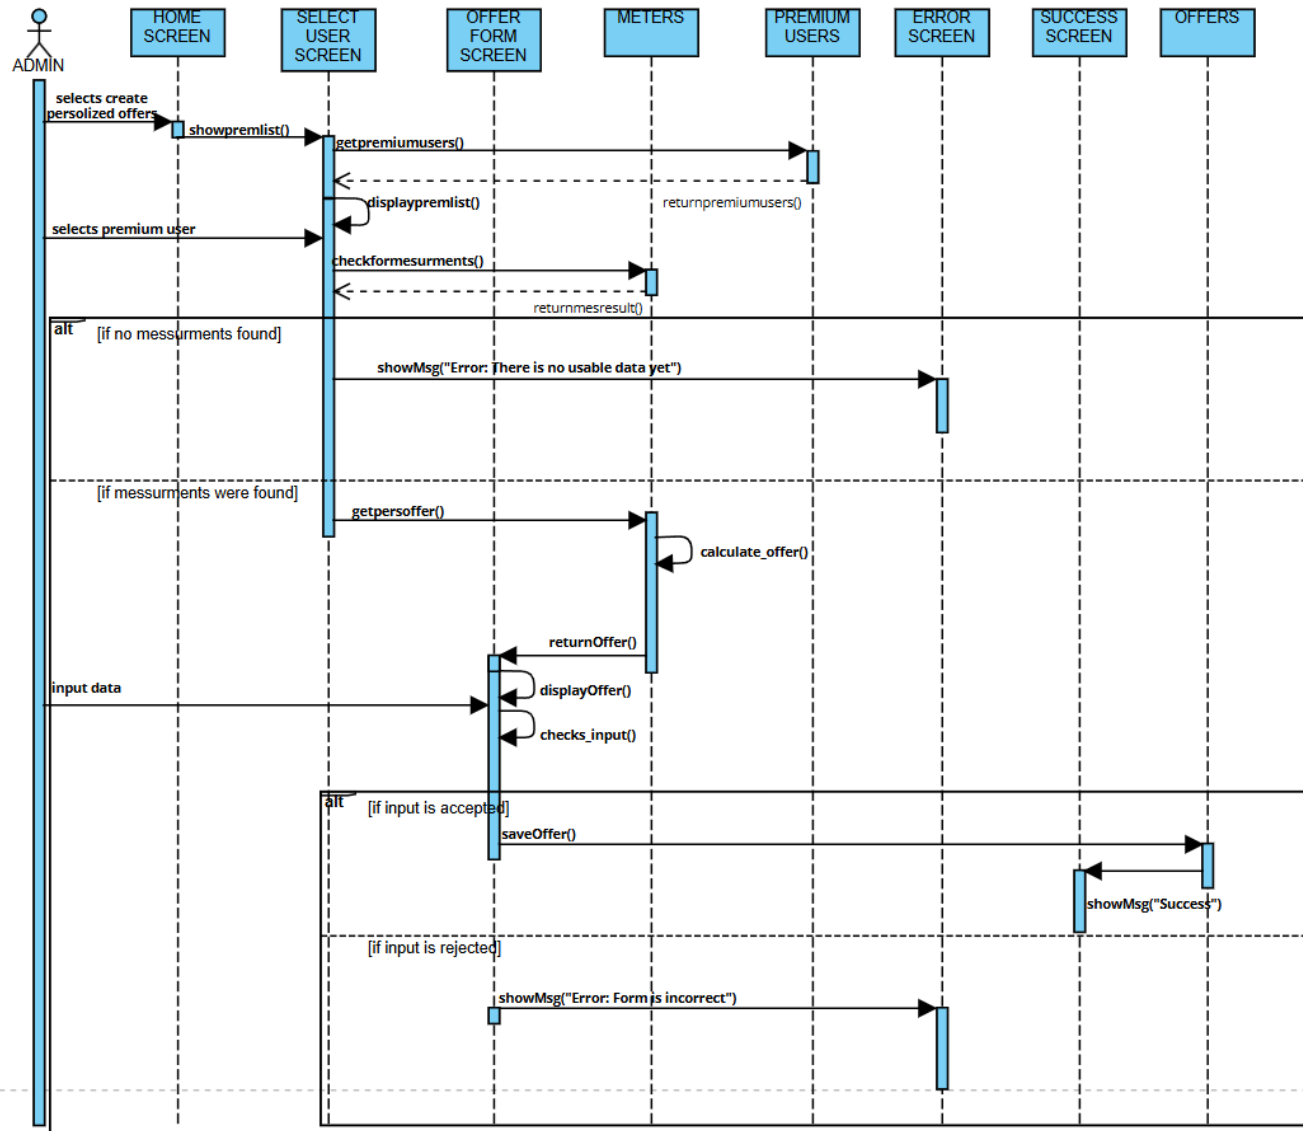 ADMIN
HOME
SCREEN
SELECT
USER
SCREEN
OFFER
FORM
SCREEN
METERS
PREMIUM
USERS
ERROR
SCREEN
SUCCESS
SCREEN
OFFERS
selects create
persolized offers
showpremlist()
getpremiumusers()
returnpremiumusers()
displaypremlist()
selects premium user
checkformesurments()
returnmesresult()
alt
[if no messurments found]
showMsg("Error: There is no usable data yet")
[if messurments were found]
getpersoffer()
calculate_offer()
returnOffer()
displayOffer()
input data
checks_input()
alt
[if input is accepted]
saveOffer()
showMsg("Success")
[if input is rejected]
showMsg("Error: Form is incorrect")